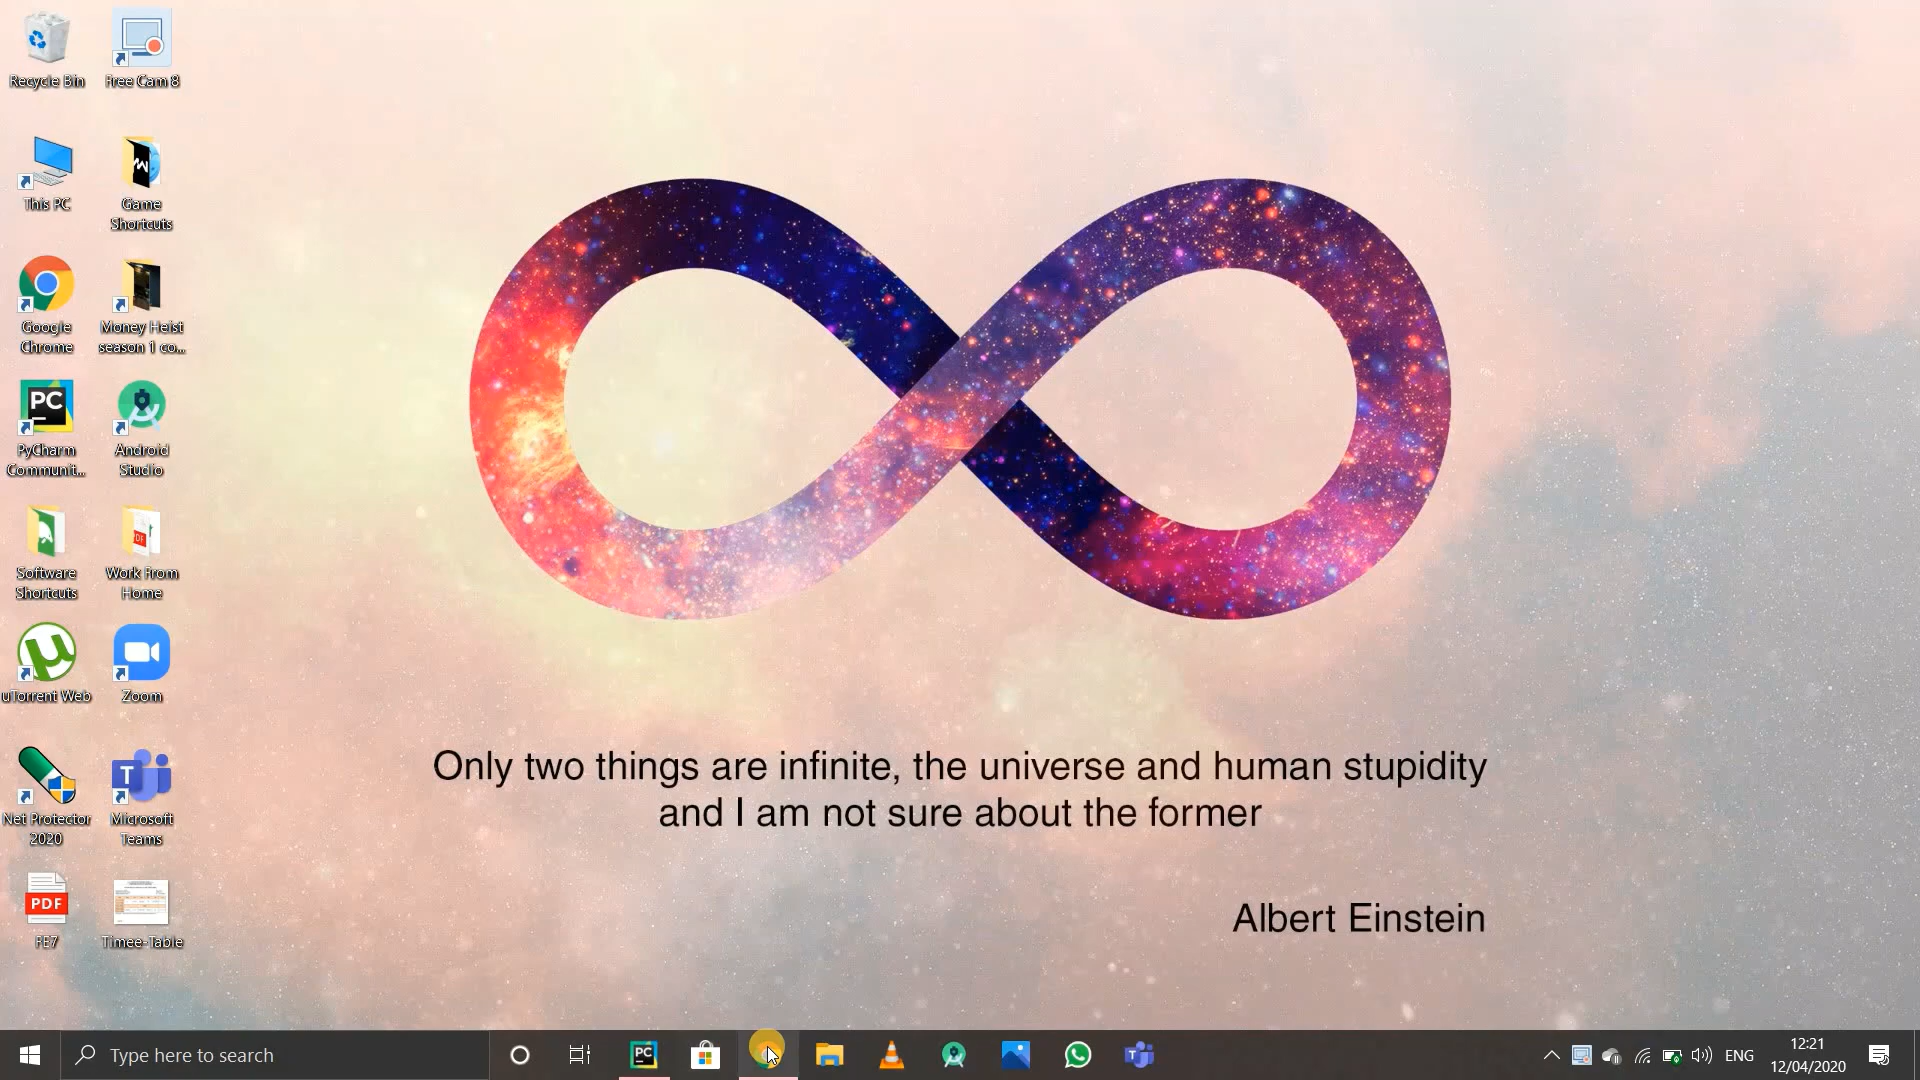 Recycle Bin
Free Cam 8
This PC
Game
Shortcuts
Google
Chrome
Money Heist
season 1 co...
PC
PyCharm
Communit...
Android
Studio
Software
Shortcuts
PDF
Work From
Home
uTorrent Web
Zoom
Net Protector
2020
T
Microsoft
Teams
PDF
FE7
Timee-Table
Only two things are infinite, the universe and human stupidity
and I am not sure about the former
Albert Einstein
Type here to search
PC
ENG
12:21
12/04/2020